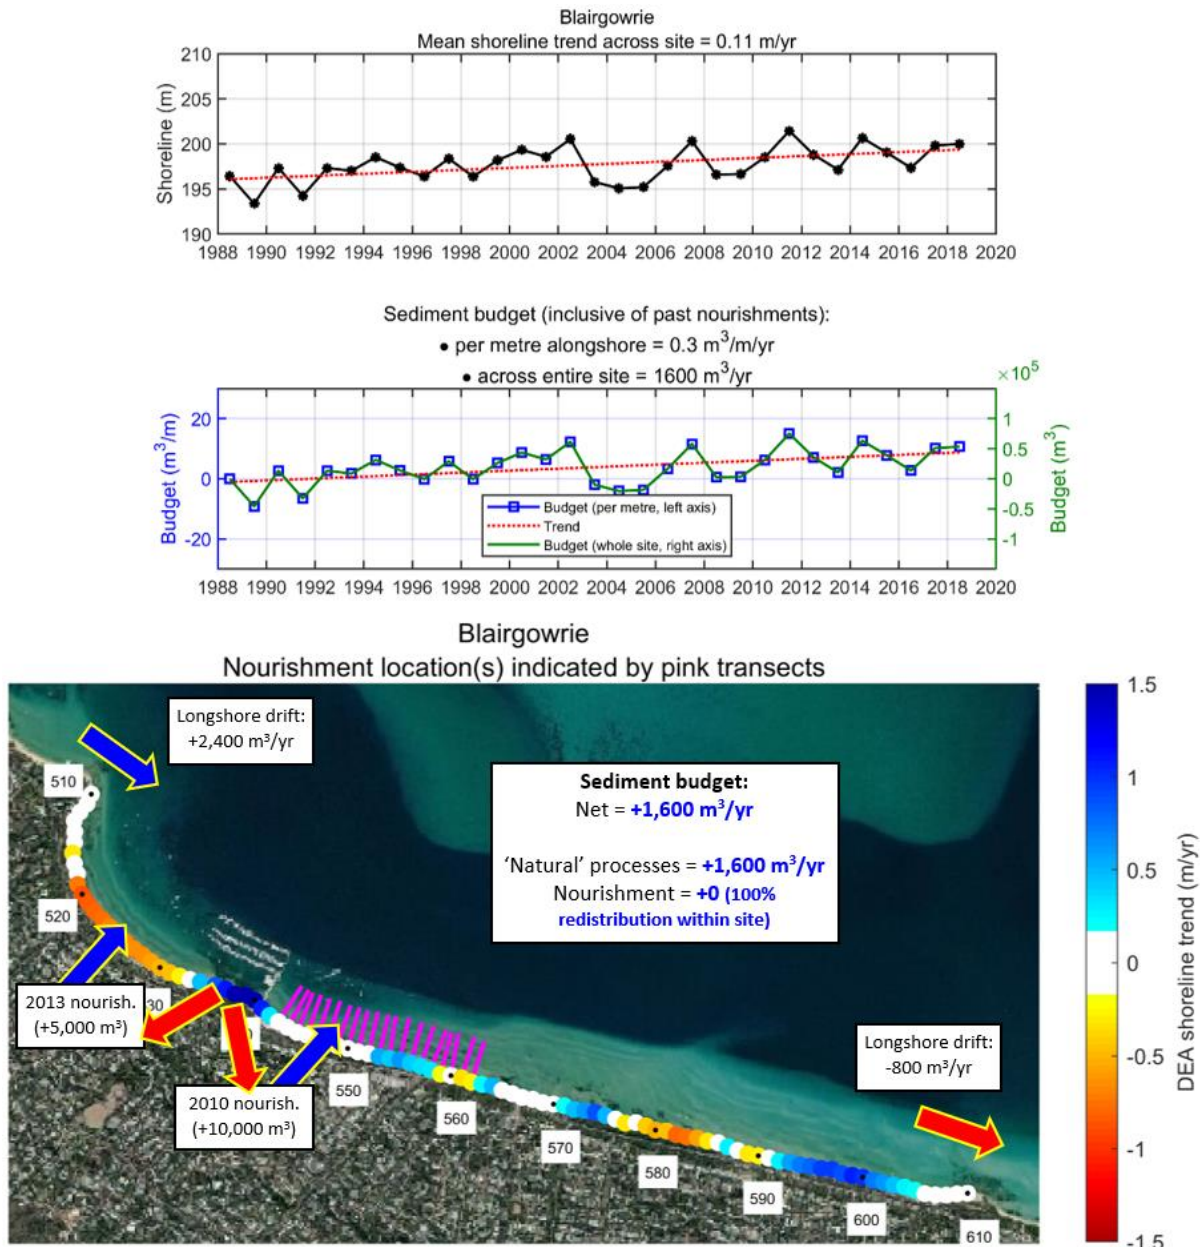 Blairgowrie
Mean shoreline trend across site = 0.11 m/yr
Shoreline (m)
210
205
200
195
190
1988 1990 1992 1994 1996 1998 2000 2002 2004 2006 2008 2010 2012 2014 2016 2018 2020
Sediment budget (inclusive of past nourishments):
• per metre alongshore = 0.3 m³/m/yr
• across entire site = 1600 m³/yr
×10⁵
Budget (m³/m)
20
0
-20
1
0.5
0
-0.5
-1
Budget (m³)
Budget (per metre, left axis)
Trend
Budget (whole site, right axis)
1988 1990 1992 1994 1996 1998 2000 2002 2004 2006 2008 2010 2012 2014 2016 2018 2020
Blairgowrie
Nourishment location(s) indicated by pink transects
Longshore drift:
+2,400 m³/yr
510
Sediment budget:
Net = +1,600 m³/yr
'Natural' processes = +1,600 m³/yr
Nourishment = +0 (100%
redistribution within site)
520
2013 nourish.
(+5,000 m³)
30
2010 nourish.
(+10,000 m³)
550
560
570
580
590
600
610
Longshore drift:
-800 m³/yr
1.5
1
0.5
0
-0.5
-1
-1.5
DEA shoreline trend (m/yr)